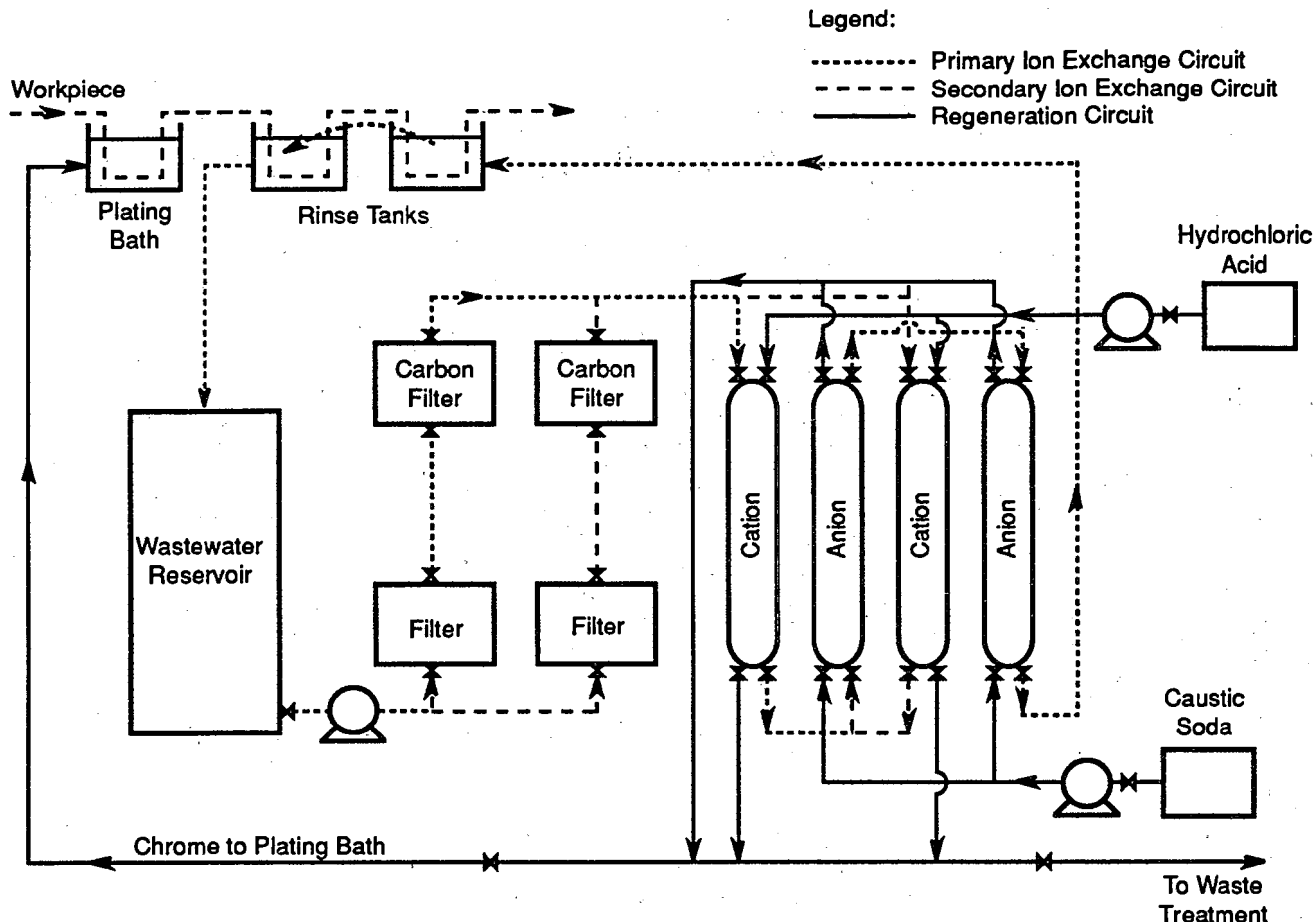 Legend:
Primary Ion Exchange Circuit
Secondary Ion Exchange Circuit
Regeneration Circuit
Workpiece
Plating
Bath
Rinse Tanks
Hydrochloric
Acid
Carbon
Filter
Carbon
Filter
Wastewater
Reservoir
Filter
Filter
Cation
Anion
Cation
Anion
Caustic
Soda
Chrome to Plating Bath
To Waste
Treatment